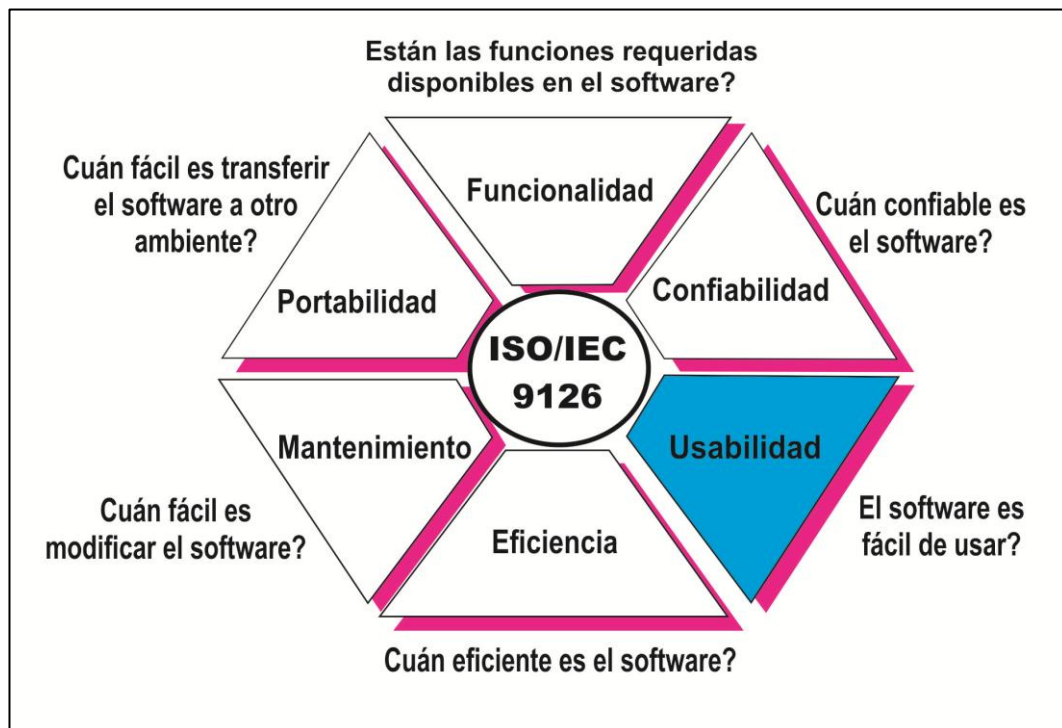 Están las funciones requeridas
disponibles en el software?
Funcionalidad
Cuán confiable es
el software?
Confiabilidad
Usabilidad
El software es
fácil de usar?
Eficiencia
Cuán eficiente es el software?
Mantenimiento
Cuán fácil es
modificar el software?
Cuán fácil es transferir
el software a otro
ambiente?
Portabilidad
ISO/IEC
9126